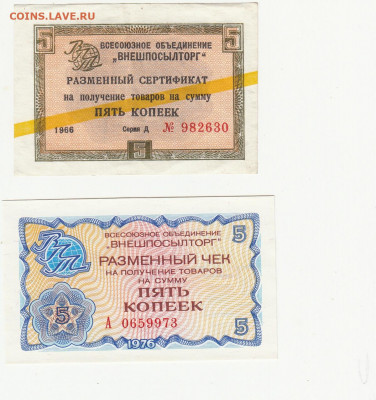 COINS.LAVE.RU
5 ВСЕСОЮЗНОЕ ОБЪЕДИНЕНИЕ 5
„ВНЕШПОСЫЛТОРГ"
РАЗМЕННЫЙ СЕРТИФИКАТ
на получение товаров на сумму
ПЯТЬ КОПЕЕК
1966 Серия Д № 982630
5
ВПТ
ВСЕСОЮЗНОЕ ОБЪЕДИНЕНИЕ
„ВНЕШПОСЫЛТОРГ" 5
РАЗМЕННЫЙ ЧЕК
НА ПОЛУЧЕНИЕ ТОВАРОВ
НА СУММУ
ПЯТЬ
КОПЕЕК
5 А 0659973 5
1976